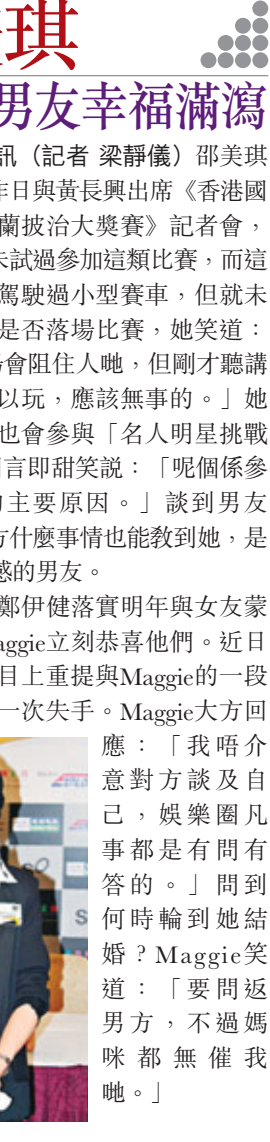 琪
男友幸福滿瀉
訊（記者 梁靜儀）邵美琪
作日與黃長興出席《香港國
蘭披治大獎賽》記者會，
未試過參加這類比賽，而這
駕駛過小型賽車，但就未
是否落場比賽，她笑道：
會阻住人哋，但剛才聽講
以玩，應該無事的。」她
也會參與「名人明星挑戰
言即甜笑説：「呢個係參
主要原因。」談到男友
方什麼事情也能教到她，是
感的男友。
鄭伊健落實明年與女友蒙
aggie立刻恭喜他們。近日
目上重提與Maggie的一段
一次失手。Maggie大方回
應：「我唔介
意對方談及自
己，娛樂圈凡
事都是有問有
答的。」問到
何時輪到她結
婚？Maggie笑
道：「要問返
男方，不過媽
咪都無催我
哋。」